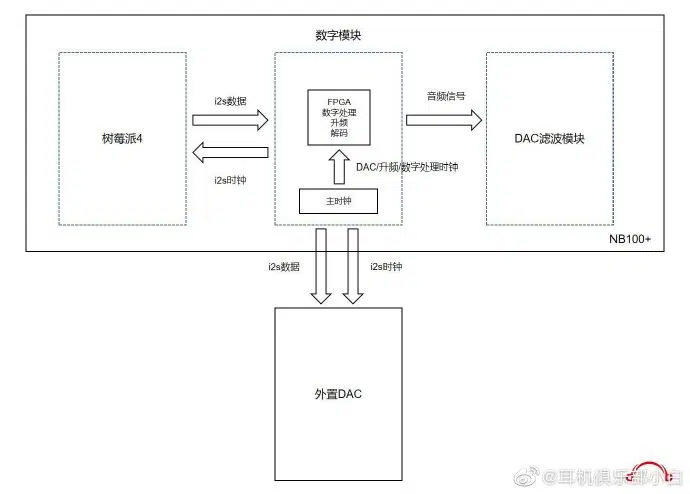 数字模块
树莓派4
i2s数据
i2s时钟
FPGA
数字处理
升频
解码
DAC/升频/数字处理时钟
主时钟
音频信号
DAC滤波模块
NB100+
i2s数据
i2s时钟
外置DAC
@耳机俱乐部小白